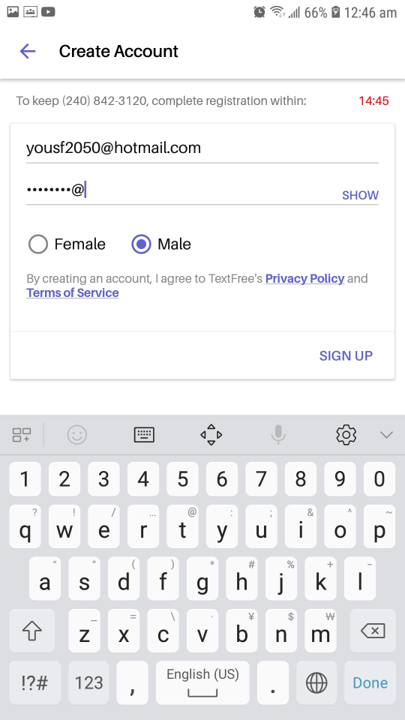 66% 12:46 am
Create Account
To keep (240) 842-3120, complete registration within: 14:45
yousf2050@hotmail.com
••••••••@
SHOW
Female Male
By creating an account, I agree to TextFree's Privacy Policy and
Terms of Service
SIGN UP
1 2 3 4 5 6 7 8 9 0
? ! / ... @ : ; & ^ ~
q w e r t y u i o p
" * ( ) * # % + -
a s d f g h j k l
_ = \ · ¥ $ ₩
z x c v b n m
!?# 123 , English (US) . Done